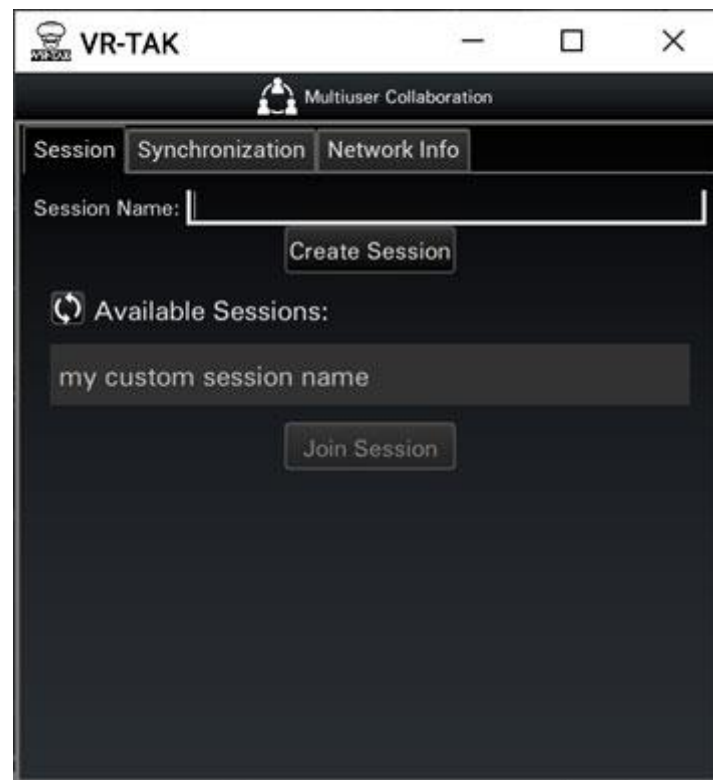 VR-TAK
Multiuser Collaboration
Session Synchronization Network Info
Session Name:
Create Session
Available Sessions:
my custom session name
Join Session